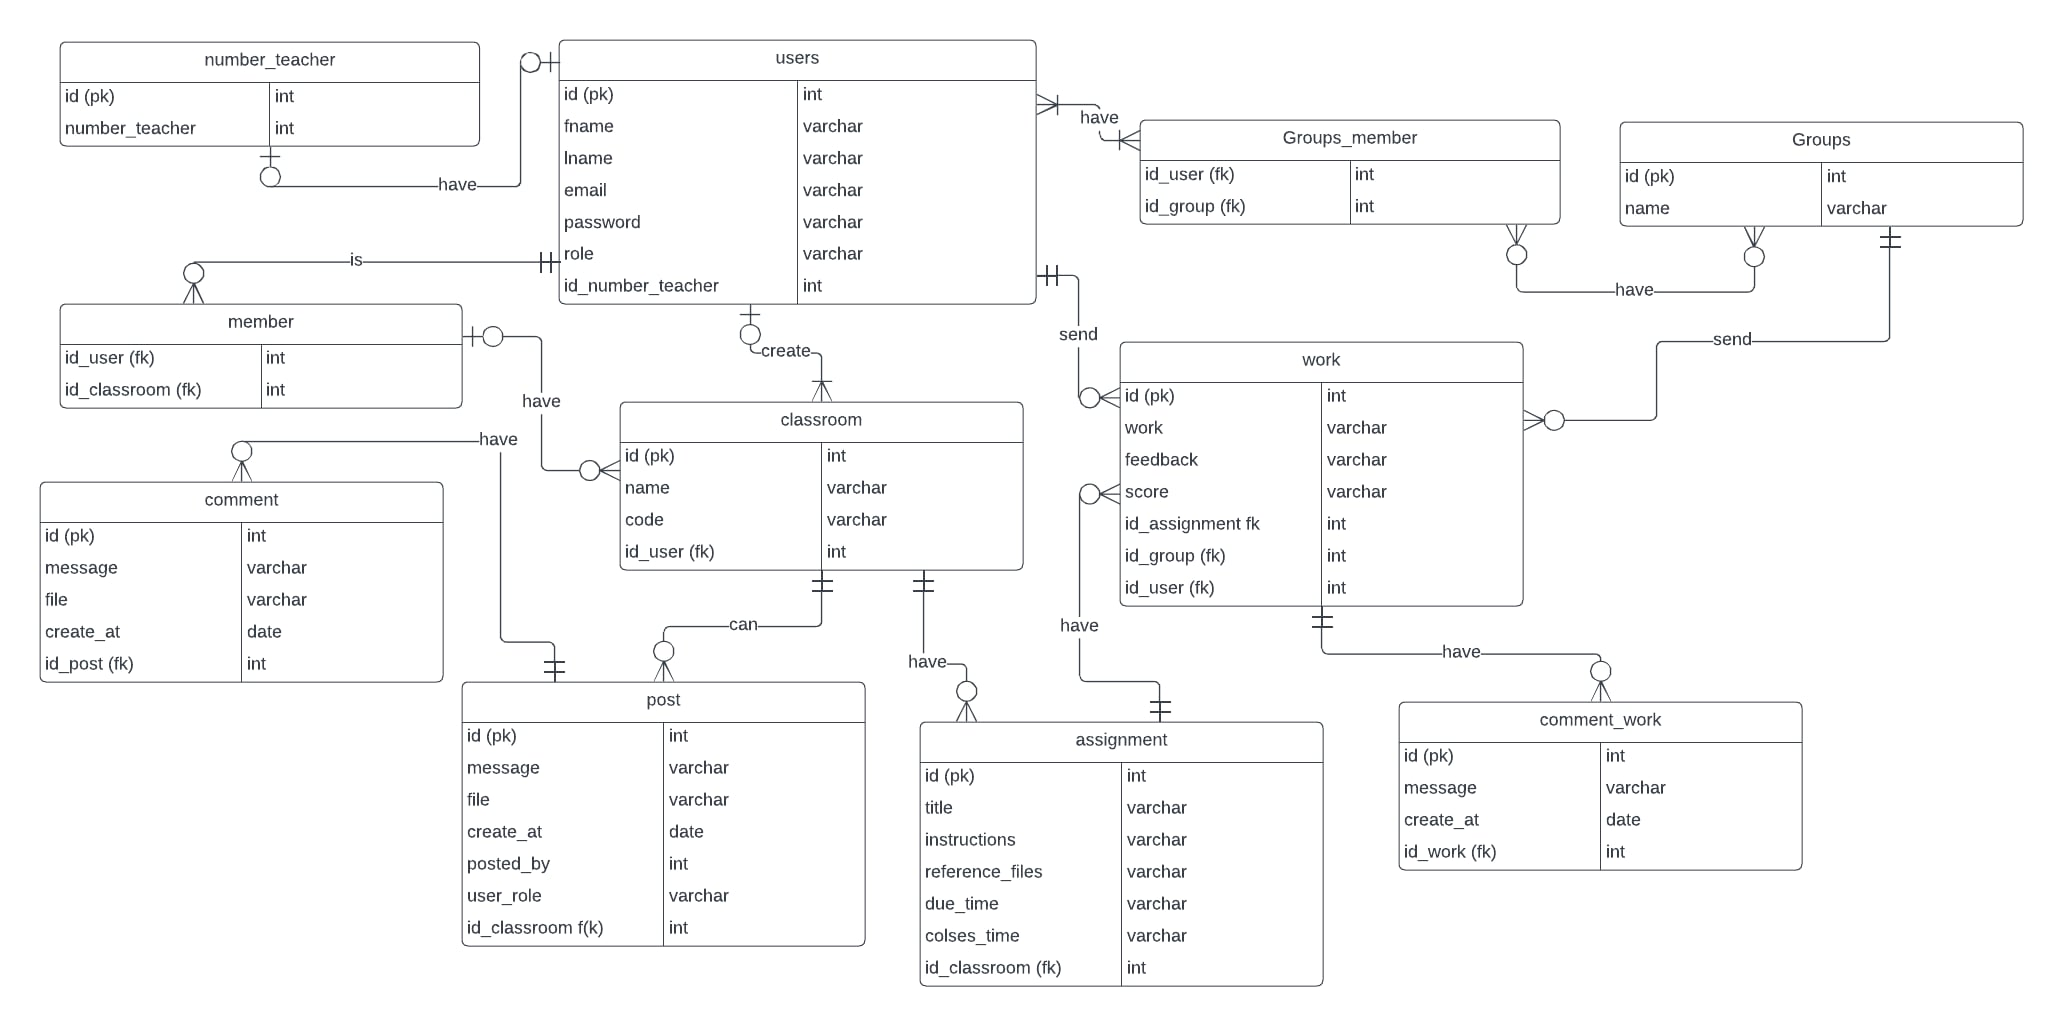 number_teacher
id (pk) int
number_teacher int
have
users
id (pk) int
fname varchar
lname varchar
email varchar
password varchar
role varchar
id_number_teacher int
have
Groups_member
id_user (fk) int
id_group (fk) int
Groups
id (pk) int
name varchar
have
send
is
member
id_user (fk) int
id_classroom (fk) int
have
create
classroom
id (pk) int
name varchar
code varchar
id_user (fk) int
send
work
id (pk) int
work varchar
feedback varchar
score varchar
id_assignment fk int
id_group (fk) int
id_user (fk) int
have
comment
id (pk) int
message varchar
file varchar
create_at date
id_post (fk) int
can
have
have
have
post
id (pk) int
message varchar
file varchar
create_at date
posted_by int
user_role varchar
id_classroom f(k) int
assignment
id (pk) int
title varchar
instructions varchar
reference_files varchar
due_time varchar
colses_time varchar
id_classroom (fk) int
comment_work
id (pk) int
message varchar
create_at date
id_work (fk) int